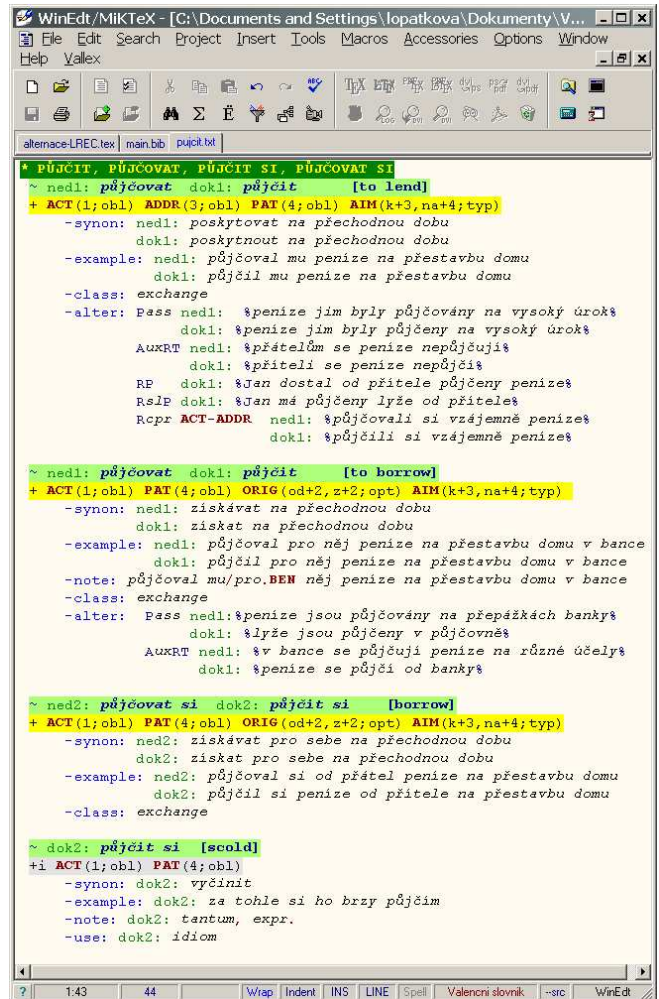 WinEdt/MiKTeX - [C:\Documents and Settings\lopatkova\Dokumenty\V...
File Edit Search Project Insert Tools Macros Accessories Options Window
Help Vallex
alternace-LREC.tex main.bib pujcit.txt
* PŮJČIT, PŮJČOVAT, PŮJČIT SI, PŮJČOVAT SI
~ ned1: půjčovat dok1: půjčit [to lend]
+ ACT(1;obl) ADDR(3;obl) PAT(4;obl) AIM(k+3,na+4;typ)
-synon: ned1: poskytovat na přechodnou dobu
dok1: poskytnout na přechodnou dobu
-example: ned1: půjčoval mu peníze na přestavbu domu
dok1: půjčil mu peníze na přestavbu domu
-class: exchange
-alter: Pass ned1: %peníze jim byly půjčovány na vysoký úrok%
dok1: %peníze jim byly půjčeny na vysoký úrok%
AuxRT ned1: %přátelům se peníze nepůjčují%
dok1: %příteli se peníze nepůjčí%
RP dok1: %Jan dostal od přítele půjčeny peníze%
RslP dok1: %Jan má půjčeny lyže od přítele%
Rcpr ACT-ADDR ned1: %půjčovali si vzájemně peníze%
dok1: %půjčili si vzájemně peníze%
~ ned1: půjčovat dok1: půjčit [to borrow]
+ ACT(1;obl) PAT(4;obl) ORIG(od+2,z+2;opt) AIM(k+3,na+4;typ)
-synon: ned1: získávat na přechodnou dobu
dok1: získat na přechodnou dobu
-example: ned1: půjčoval pro něj peníze na přestavbu domu v bance
dok1: půjčil pro něj peníze na přestavbu domu v bance
-note: půjčoval mu/pro.BEN něj peníze na přestavbu domu v bance
-class: exchange
-alter: Pass ned1:%peníze jsou půjčovány na přepážkách banky%
dok1: %lyže jsou půjčeny v půjčovně%
AuxRT ned1: %v bance se půjčují peníze na různé účely%
dok1: %peníze se půjčí od banky%
~ ned2: půjčovat si dok2: půjčit si [borrow]
+ ACT(1;obl) PAT(4;obl) ORIG(od+2,z+2;opt) AIM(k+3,na+4;typ)
-synon: ned2: získávat pro sebe na přechodnou dobu
dok2: získat pro sebe na přechodnou dobu
-example: ned2: půjčoval si od přátel peníze na přestavbu domu
dok2: půjčil si peníze od přítele na přestavbu domu
-class: exchange
~ dok2: půjčit si [scold]
+i ACT(1;obl) PAT(4;obl)
-synon: dok2: vyčinit
-example: dok2: za tohle si ho brzy půjčím
-note: dok2: tantum, expr.
-use: dok2: idiom
? 1:43 44 Wrap Indent INS LINE Spell Valencni slovnik --src WinEdt